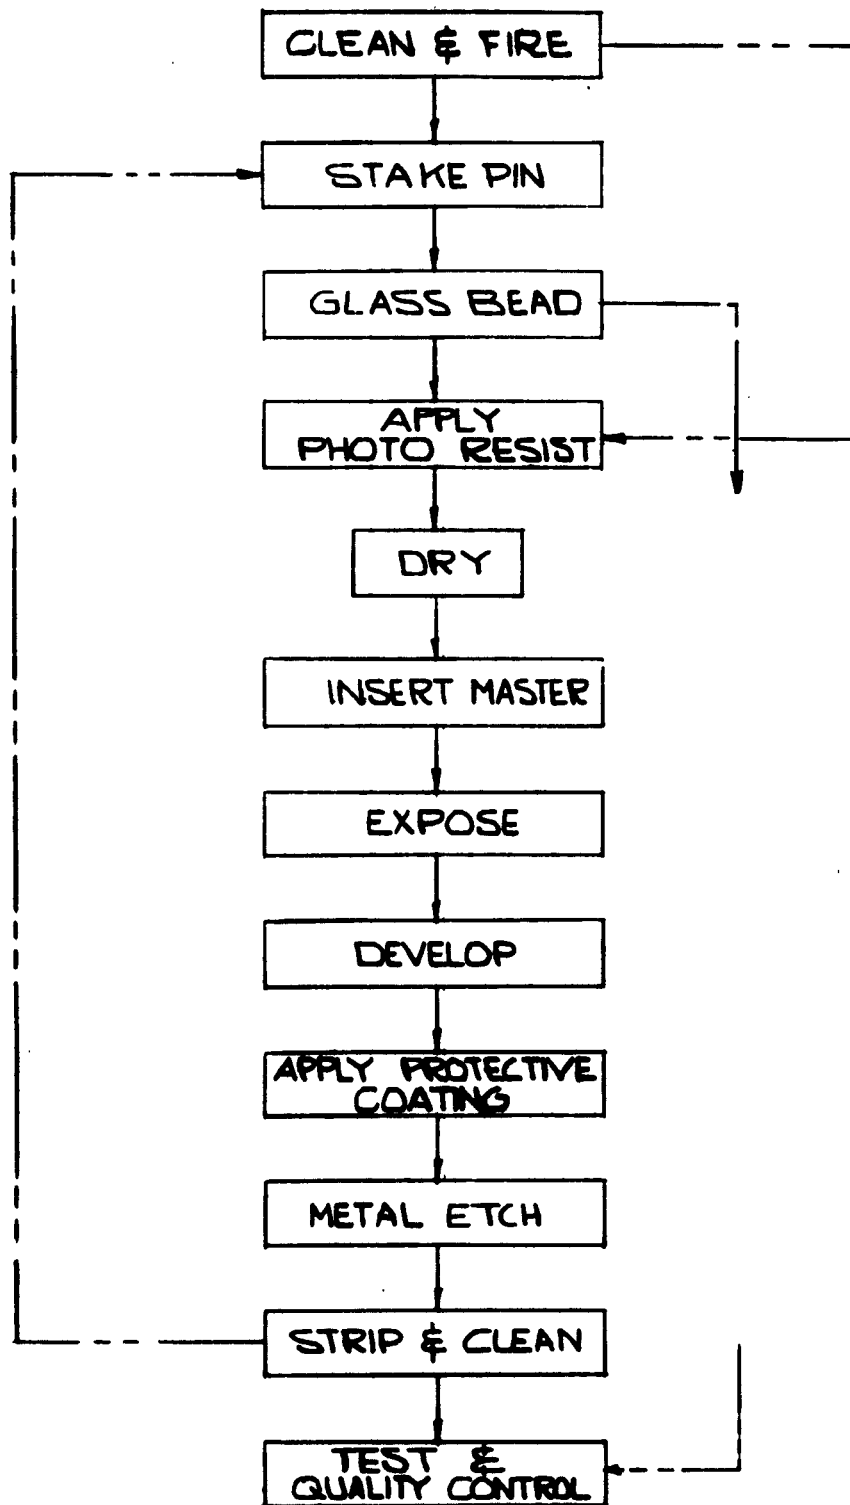 CLEAN & FIRE
STAKE PIN
GLASS BEAD
APPLY
PHOTO RESIST
DRY
INSERT MASTER
EXPOSE
DEVELOP
APPLY PROTECTIVE
COATING
METAL ETCH
STRIP & CLEAN
TEST &
QUALITY CONTROL